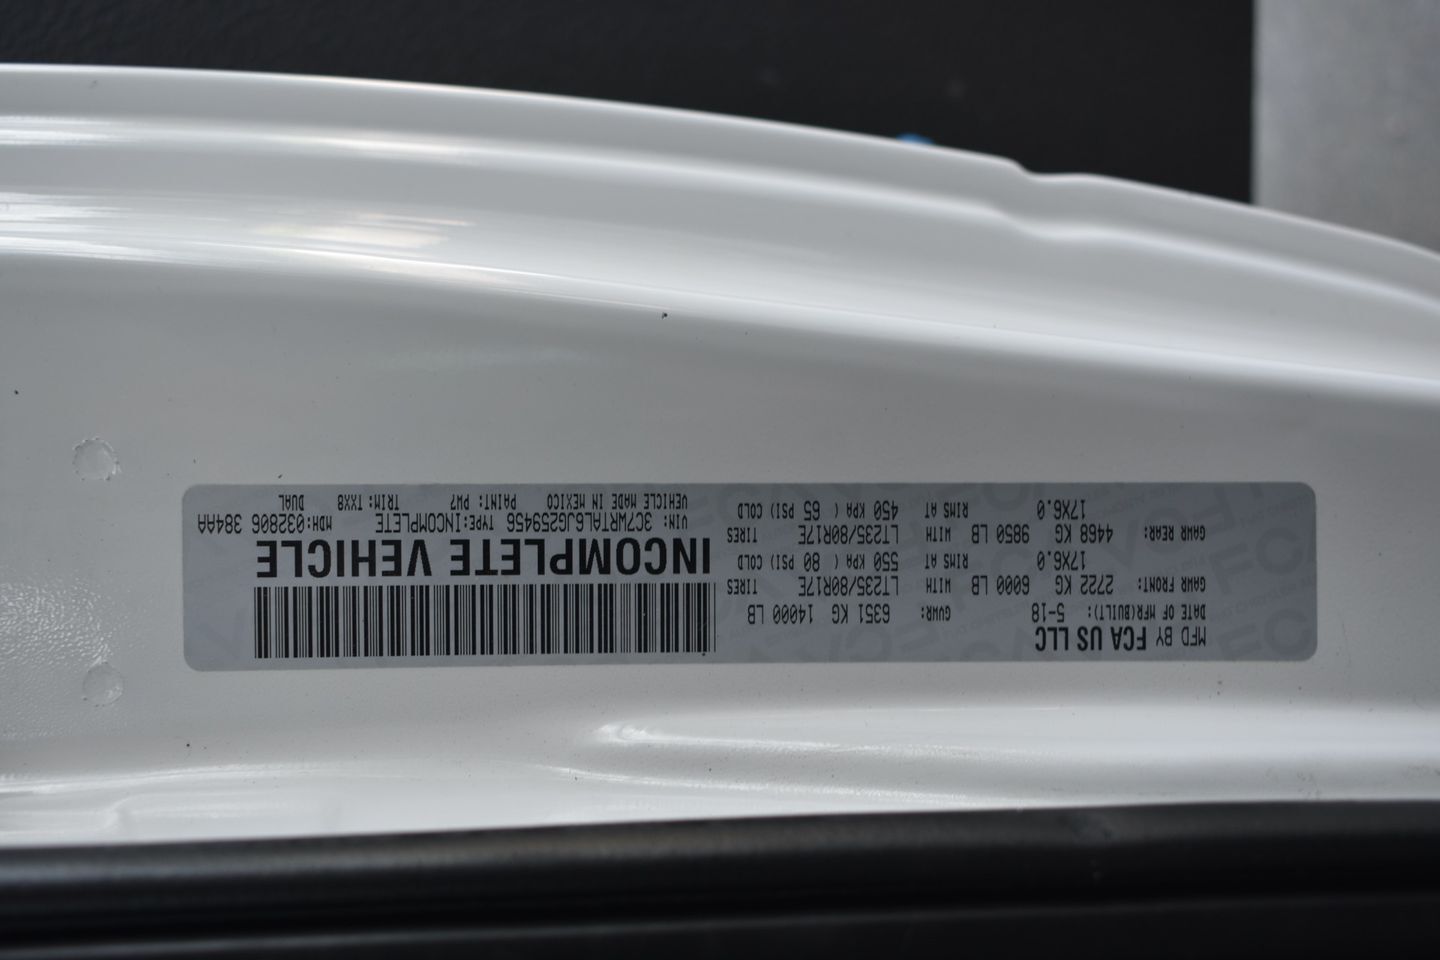 MFD BY FCA US LLC
DATE OF MFR(BUILT): 5-18 GVWR: 6351 KG 14000 LB
GAWR FRONT: 2722 KG 6000 LB WITH LT235/80R17E TIRES
17X6.0 RIMS AT 550 KPA ( 80 PSI) COLD
GAWR REAR: 4468 KG 9850 LB WITH LT235/80R17E TIRES
17X6.0 RIMS AT 450 KPA ( 65 PSI) COLD
INCOMPLETE VEHICLE
VIN: 3C7WRTAL6JG259456 TYPE:INCOMPLETE MDH:032806 384AA
VEHICLE MADE IN MEXICO PAINT: PW7 TRIM:TXX8 DUAL